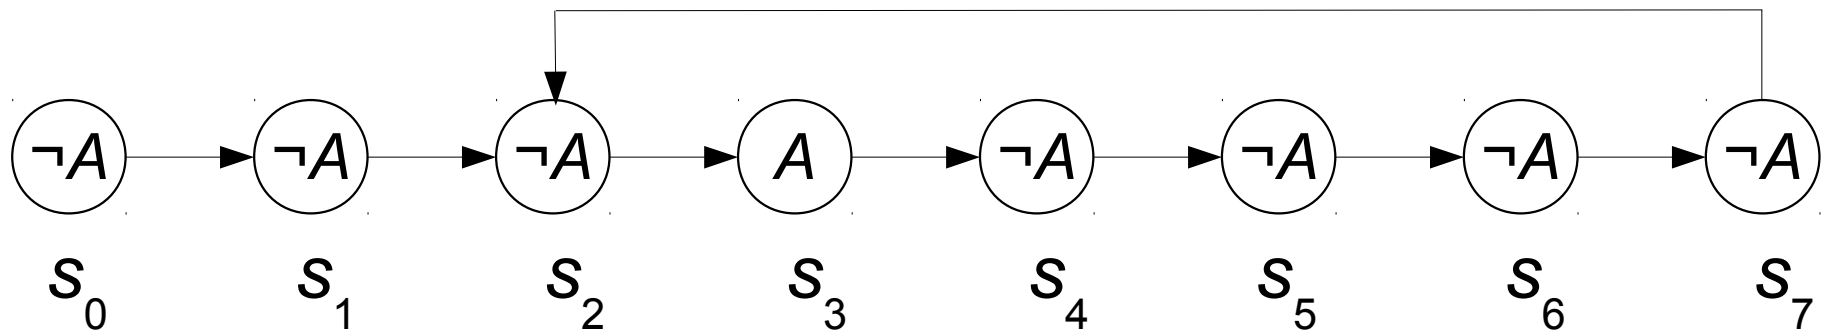 ¬A ¬A ¬A A ¬A ¬A ¬A ¬A
s0 s1 s2 s3 s4 s5 s6 s7